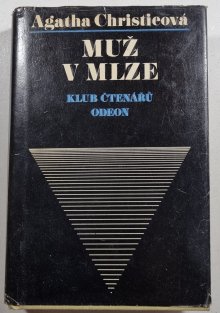 Agatha Christieová
MUŽ
V MLZE
KLUB ČTENÁŘŮ
ODEON